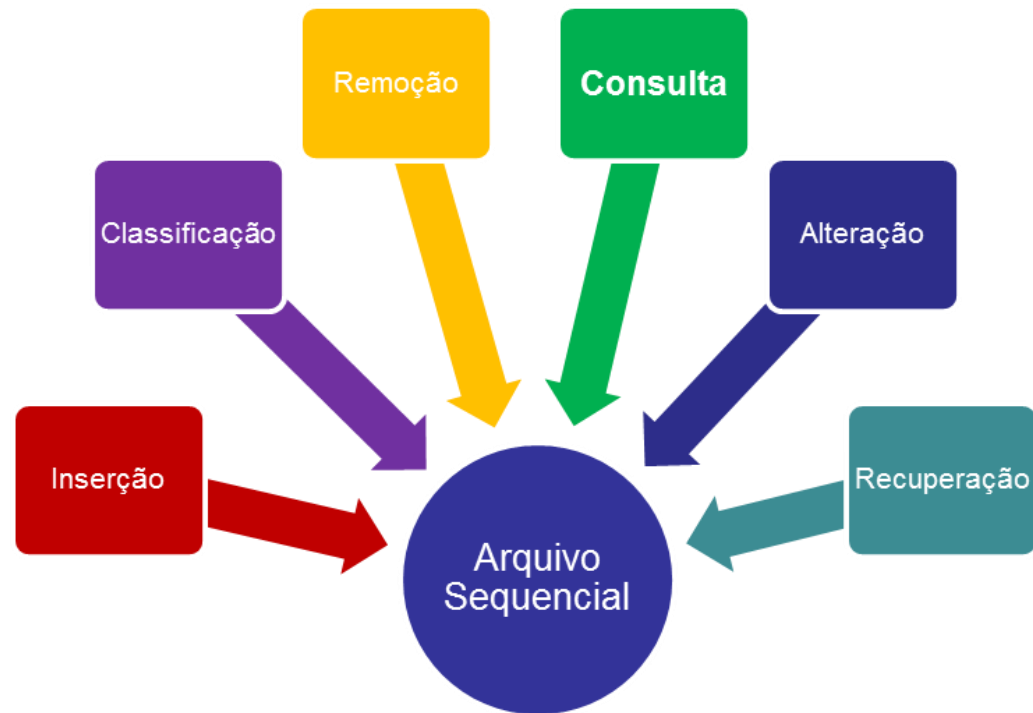 Remoção
Consulta
Classificação
Alteração
Inserção
Recuperação
Arquivo
Sequencial